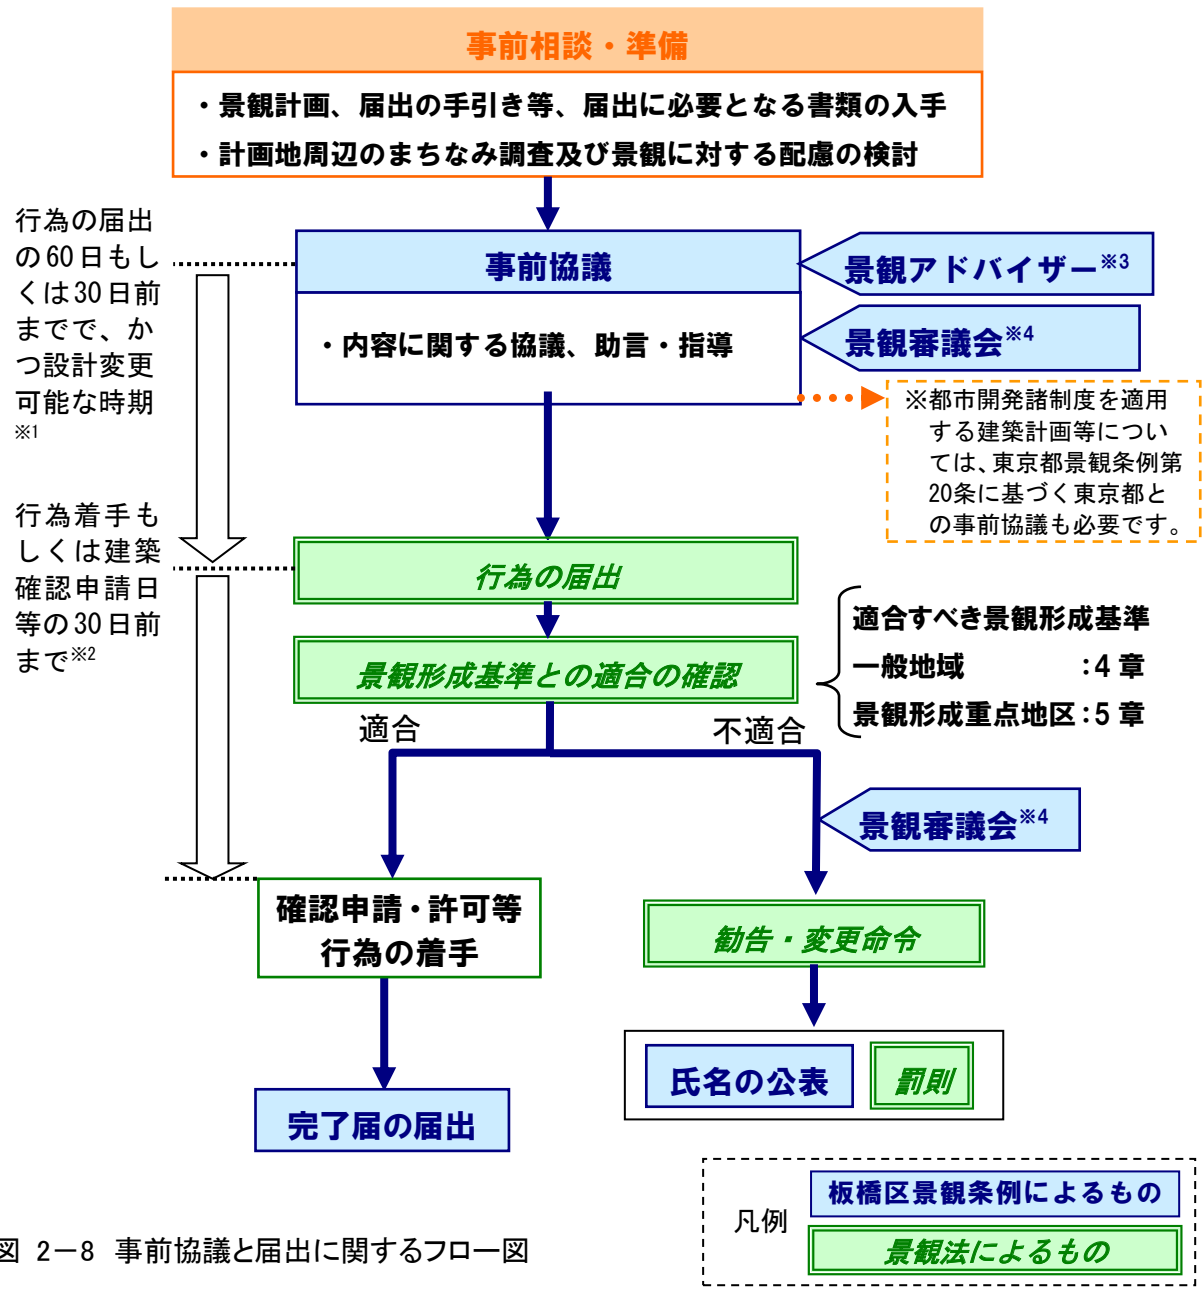 事前相談・準備
・景観計画、届出の手引き等、届出に必要となる書類の入手
・計画地周辺のまちなみ調査及び景観に対する配慮の検討
行為の届出
の60日もし
くは30日前
までで、か
つ設計変更
可能な時期
※1
事前協議
・内容に関する協議、助言・指導
景観アドバイザー※3
景観審議会※4
※都市開発諸制度を適用
する建築計画等につい
ては、東京都景観条例第
20条に基づく東京都と
の事前協議も必要です。
行為着手も
しくは建築
確認申請日
等の30日前
まで※2
行為の届出
景観形成基準との適合の確認
適合すべき景観形成基準
一般地域 :4章
景観形成重点地区:5章
適合
不適合
景観審議会※4
確認申請・許可等
行為の着手
勧告・変更命令
完了届の届出
氏名の公表
罰則
凡例
板橋区景観条例によるもの
景観法によるもの
図 2－8 事前協議と届出に関するフロー図